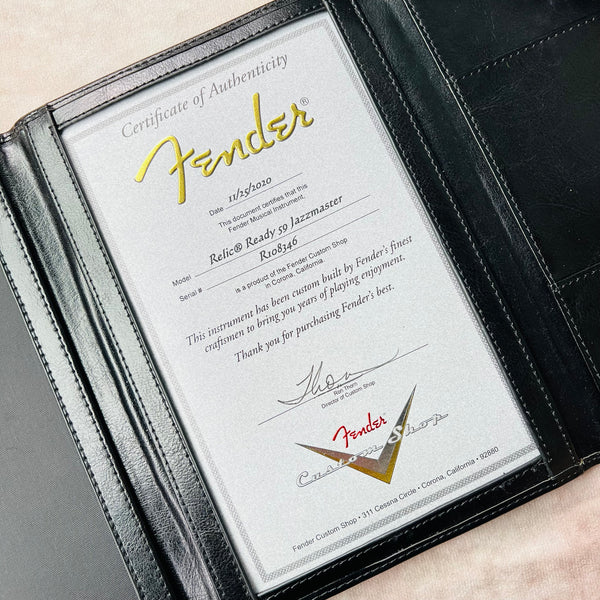 Certificate of Authenticity
Fender®
Date 11/25/2020
This document certifies that this
Fender Musical Instrument,
Model Relic® Ready 59 Jazzmaster
Serial # R108346
is a product of the Fender Custom Shop
in Corona, California.
This instrument has been custom built by Fender's finest
craftsmen to bring you years of playing enjoyment.
Thank you for purchasing Fender's best.
Thorn
Ron Thorn
Director of Custom Shop
Fender
Custom Shop
Fender Custom Shop • 311 Cessna Circle • Corona, California • 92880